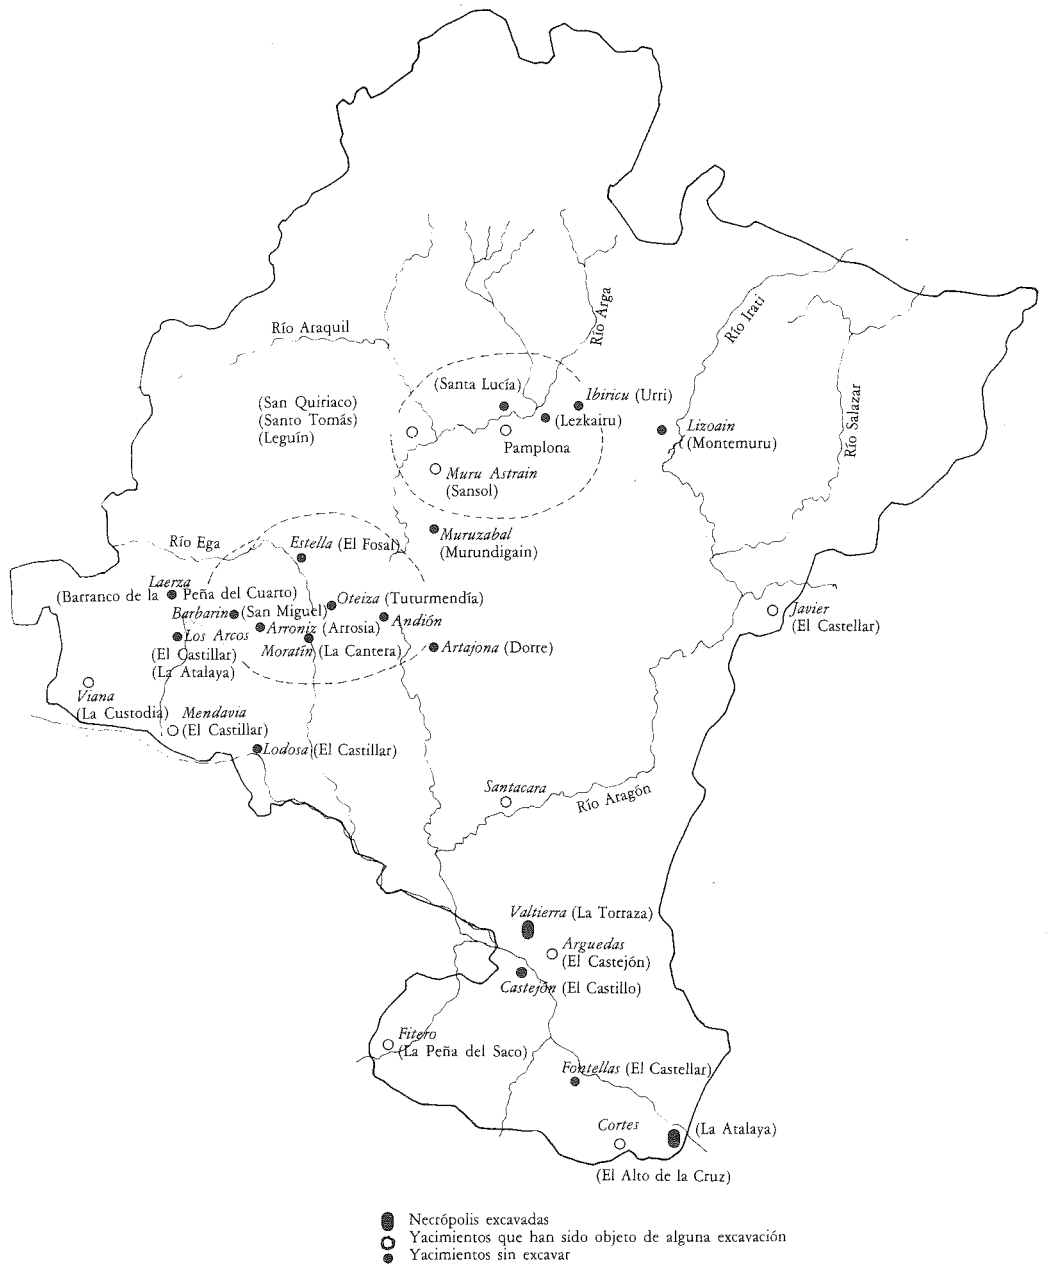 Río Araquil
Río Arga
Río Irati
Río Salazar
(Santa Lucía)
Ibiricu (Urri)
(San Quiriaco)
(Santo Tomás)
(Leguín)
(Lezkairu)
Lizoain
(Montemuru)
Pamplona
Muru Astrain
(Sansol)
Muruzabal
(Murundigain)
Río Ega
Estella (El Fosal)
Laerza
(Barranco de la Peña del Cuarto)
Oteiza (Tuturmendía)
Barbarin (San Miguel)
Andión
Javier
(El Castellar)
Arroniz (Arrosia)
Los Arcos
(El Castillar)
(La Atalaya)
Moratín (La Cantera)
Artajona (Dorre)
Viana
(La Custodia)
Mendavia
(El Castillar)
Lodosa (El Castillar)
Santacara
Río Aragón
Valtierra (La Torraza)
Arguedas
(El Castejón)
Castejón (El Castillo)
Fitero
(La Peña del Saco)
Fontellas (El Castellar)
Cortes
(La Atalaya)
(El Alto de la Cruz)
Necrópolis excavadas
Yacimientos que han sido objeto de alguna excavación
Yacimientos sin excavar